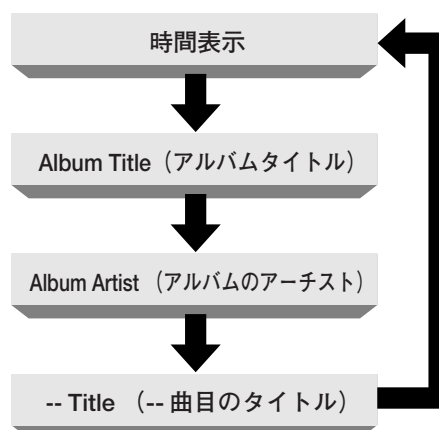 時間表示
Album Title（アルバムタイトル）
Album Artist （アルバムのアーチスト）
-- Title （-- 曲目のタイトル）